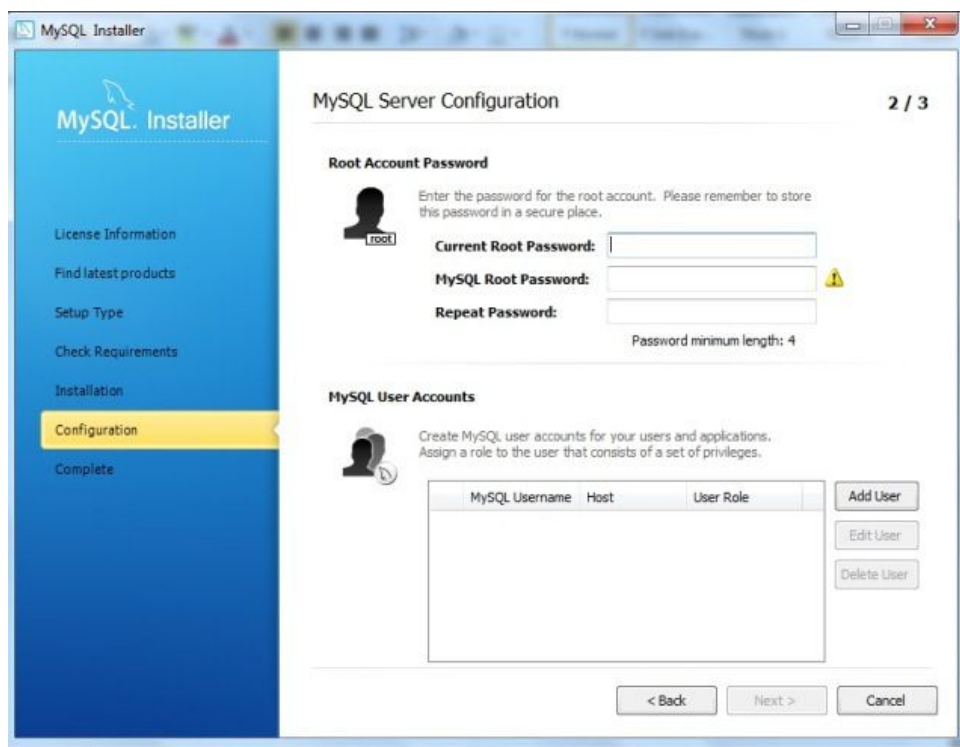 MySQL Installer
MySQL. Installer
License Information
Find latest products
Setup Type
Check Requirements
Installation
Configuration
Complete
MySQL Server Configuration
2 / 3
Root Account Password
Enter the password for the root account. Please remember to store
this password in a secure place.
root
Current Root Password:
MySQL Root Password:
Repeat Password:
Password minimum length: 4
MySQL User Accounts
Create MySQL user accounts for your users and applications.
Assign a role to the user that consists of a set of privileges.
MySQL Username Host User Role
Add User
Edit User
Delete User
< Back Next > Cancel